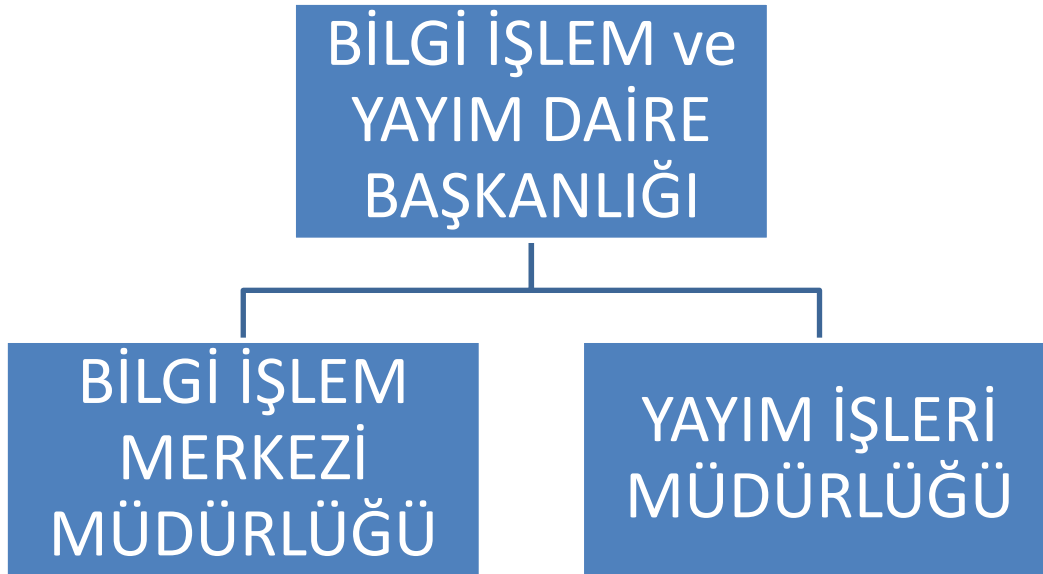 BİLGİ İŞLEM ve
YAYIM DAİRE
BAŞKANLIĞI
BİLGİ İŞLEM
MERKEZİ
MÜDÜRLÜĞÜ
YAYIM İŞLERİ
MÜDÜRLÜĞÜ